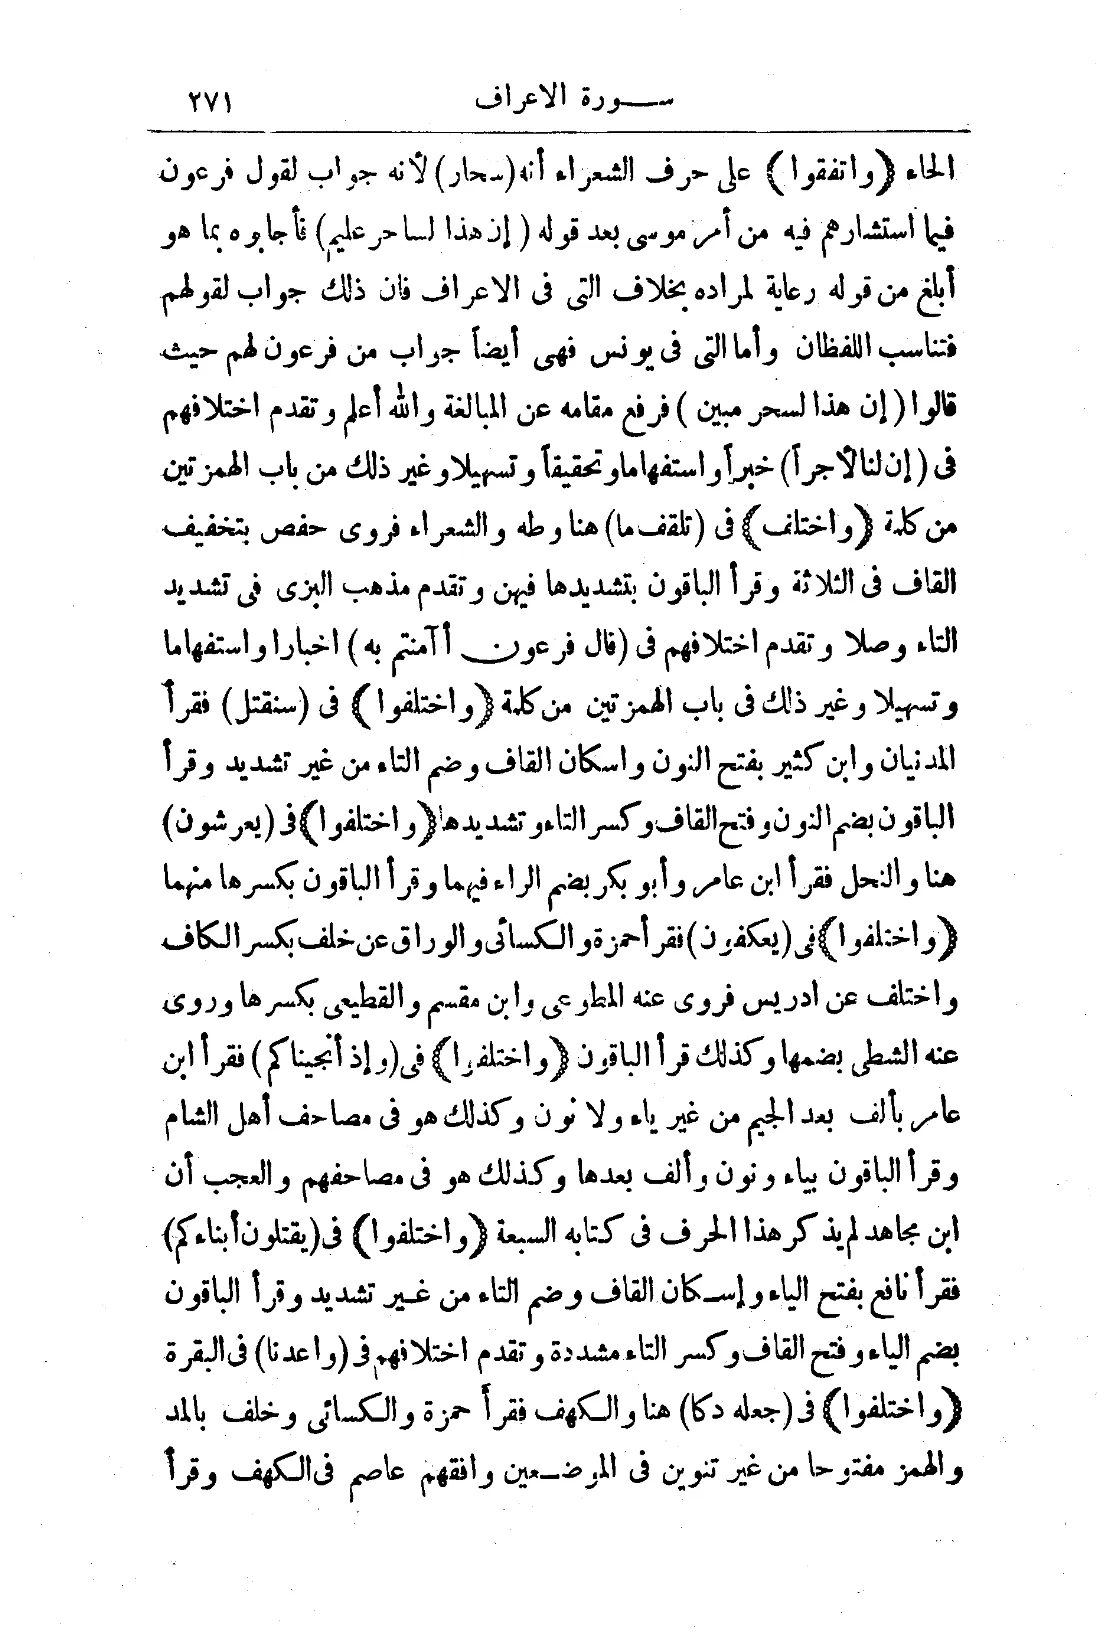 سورة الاعراف ٢٧١
الحاء ﴿واتفقوا﴾ على حرف الشعراء أنه (سحار) لأنه جواب لقول فرعون
فيما استشارهم فيه من أمر موسى بعد قوله (إن هذا لساحر عليم) فأجابوه بما هو
أبلغ من قوله رعاية لمراده بخلاف التى فى الاعراف فان ذلك جواب لقولهم
فتناسب اللفظان وأما التى فى يونس فهى أيضاً جواب من فرعون لهم حيث
قالوا (إن هذا لسحر مبين) فرفع مقامه عن المبالغة والله أعلم وتقدم اختلافهم
فى (إن لنا لأجراً) خبراً واستفهاما وتحقيقاً وتسهيلا وغير ذلك من باب الهمزتين
من كلمة ﴿واختلف﴾ فى (تلقف ما) هنا وطه والشعراء فروى حفص بتخفيف
القاف فى الثلاثة وقرأ الباقون بتشديدها فيهن وتقدم مذهب البزى فى تشديد
التاء وصلا وتقدم اختلافهم فى (قال فرعون أآمنتم به) اخبارا واستفهاما
وتسهيلا وغير ذلك فى باب الهمزتين من كلمة ﴿واختلفوا﴾ فى (سنقتل) فقرأ
المدنيان وابن كثير بفتح النون واسكان القاف وضم التاء من غير تشديد وقرأ
الباقون بضم النون وفتح القاف وكسر التاء وتشديدها ﴿واختلفوا﴾ فى (يعرشون)
هنا والنحل فقرأ ابن عامر وأبو بكر بضم الراء فيهما وقرأ الباقون بكسرها منهما
﴿واختلفوا﴾ فى (يعكفون) فقرأ حمزة والكسائى والوراق عن خلف بكسر الكاف
واختلف عن ادريس فروى عنه المطوعى وابن مقسم والقطيعى بكسرها وروى
عنه الشطى بضمها وكذلك قرأ الباقون ﴿واختلفوا﴾ فى (وإذ أنجيناكم) فقرأ ابن
عامر بألف بعد الجيم من غير ياء ولا نون وكذلك هو فى مصاحف أهل الشام
وقرأ الباقون بياء ونون وألف بعدها وكذلك هو فى مصاحفهم والعجب أن
ابن مجاهد لم يذكر هذا الحرف فى كتابه السبعة ﴿واختلفوا﴾ فى (يقتلون أبناءكم)
فقرأ نافع بفتح الياء وإسكان القاف وضم التاء من غير تشديد وقرأ الباقون
بضم الياء وفتح القاف وكسر التاء مشددة وتقدم اختلافهم فى (واعدنا) فى البقرة
﴿واختلفوا﴾ فى (جعله دكا) هنا والكهف فقرأ حمزة والكسائى وخلف بالمد
والهمز مفتوحا من غير تنوين فى الموضعين وافقهم عاصم فى الكهف وقرأ